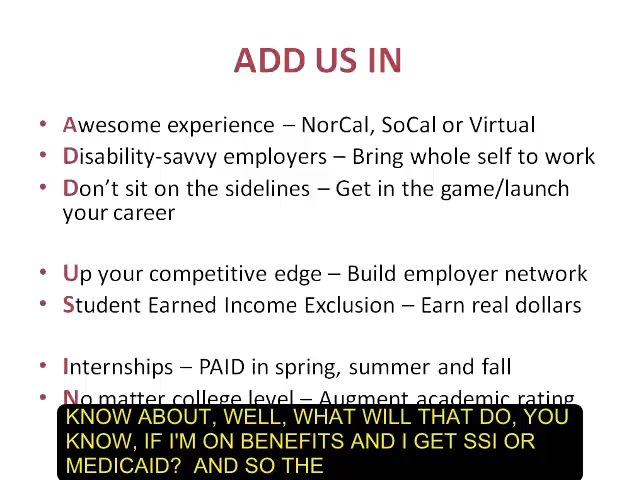 ADD US IN
• Awesome experience – NorCal, SoCal or Virtual
• Disability-savvy employers – Bring whole self to work
• Don't sit on the sidelines – Get in the game/launch
your career
• Up your competitive edge – Build employer network
• Student Earned Income Exclusion – Earn real dollars
• Internships – PAID in spring, summer and fall
• No matter college level – Augment academic rating
KNOW ABOUT, WELL, WHAT WILL THAT DO, YOU
KNOW, IF I'M ON BENEFITS AND I GET SSI OR
MEDICAID?  AND SO THE